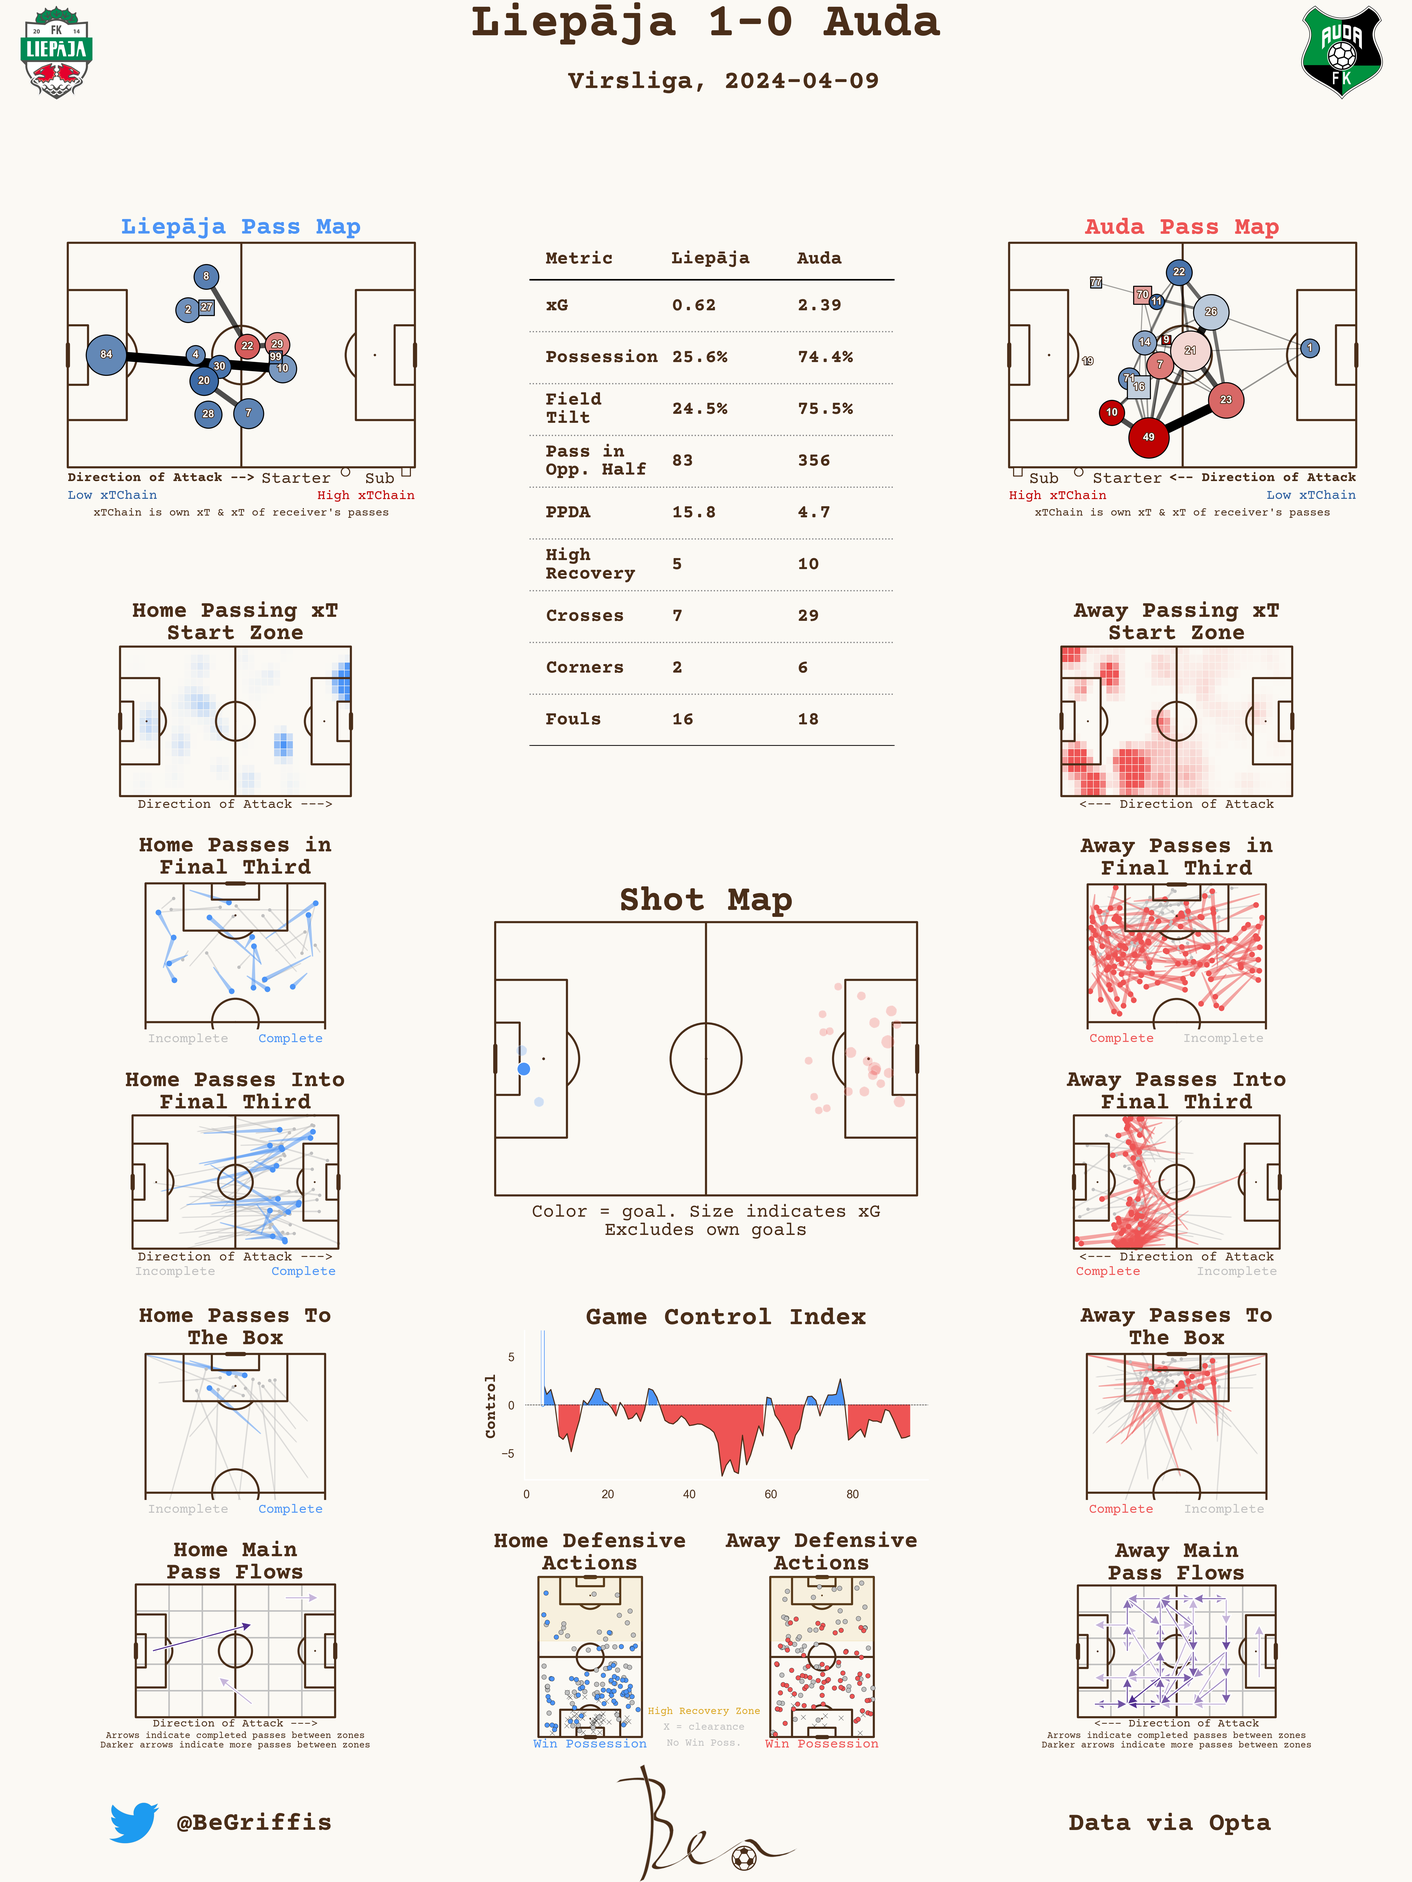 Liepāja 1-0 Auda
Virsliga, 2024-04-09
20 FK 14
LIEPĀJA
AUDA
FK
Liepāja Pass Map
8
2
27
84
4
22
29
99
30
10
20
28
7
Direction of Attack --> Starter Sub
Low xTChain High xTChain
xTChain is own xT & xT of receiver's passes
Metric Liepāja Auda
xG 0.62 2.39
Possession 25.6% 74.4%
Field
Tilt 24.5% 75.5%
Pass in
Opp. Half 83 356
PPDA 15.8 4.7
High
Recovery 5 10
Crosses 7 29
Corners 2 6
Fouls 16 18
Auda Pass Map
22
77
70
11
26
14
9
21
1
19
7
71
16
23
10
49
Sub Starter <-- Direction of Attack
High xTChain Low xTChain
xTChain is own xT & xT of receiver's passes
Home Passing xT
Start Zone
Direction of Attack --->
Away Passing xT
Start Zone
<--- Direction of Attack
Home Passes in
Final Third
Incomplete Complete
Away Passes in
Final Third
Complete Incomplete
Shot Map
Color = goal. Size indicates xG
Excludes own goals
Home Passes Into
Final Third
Direction of Attack --->
Incomplete Complete
Away Passes Into
Final Third
<--- Direction of Attack
Complete Incomplete
Home Passes To
The Box
Incomplete Complete
Game Control Index
Control
5
0
−5
0 20 40 60 80
Away Passes To
The Box
Complete Incomplete
Home Main
Pass Flows
Direction of Attack --->
Arrows indicate completed passes between zones
Darker arrows indicate more passes between zones
Home Defensive
Actions
Win Possession
Away Defensive
Actions
Win Possession
High Recovery Zone
X = clearance
No Win Poss.
Away Main
Pass Flows
<--- Direction of Attack
Arrows indicate completed passes between zones
Darker arrows indicate more passes between zones
@BeGriffis
Ben
Data via Opta